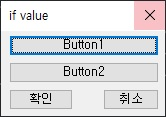 if value
Button1
Button2
확인 취소